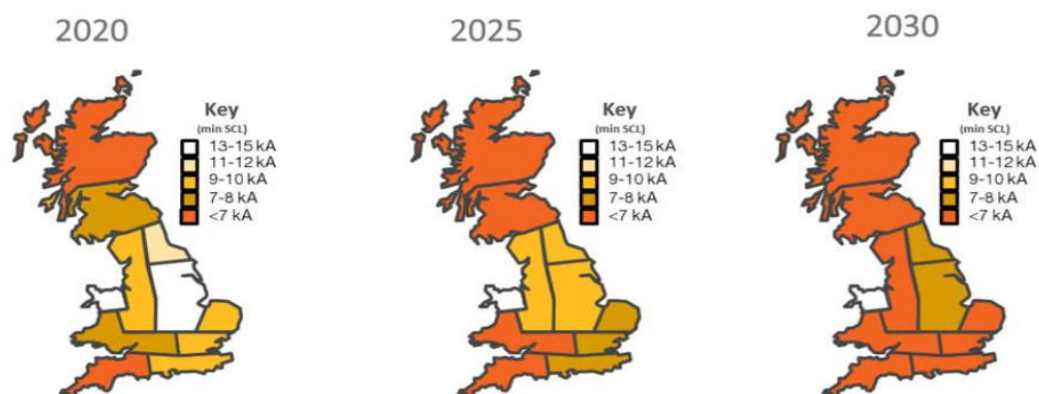 2020
Key
(min SCL)
13-15 kA
11-12 kA
9-10 kA
7-8 kA
<7 kA
2025
Key
(min SCL)
13-15 kA
11-12 kA
9-10 kA
7-8 kA
<7 kA
2030
Key
(min SCL)
13-15 kA
11-12 kA
9-10 kA
7-8 kA
<7 kA